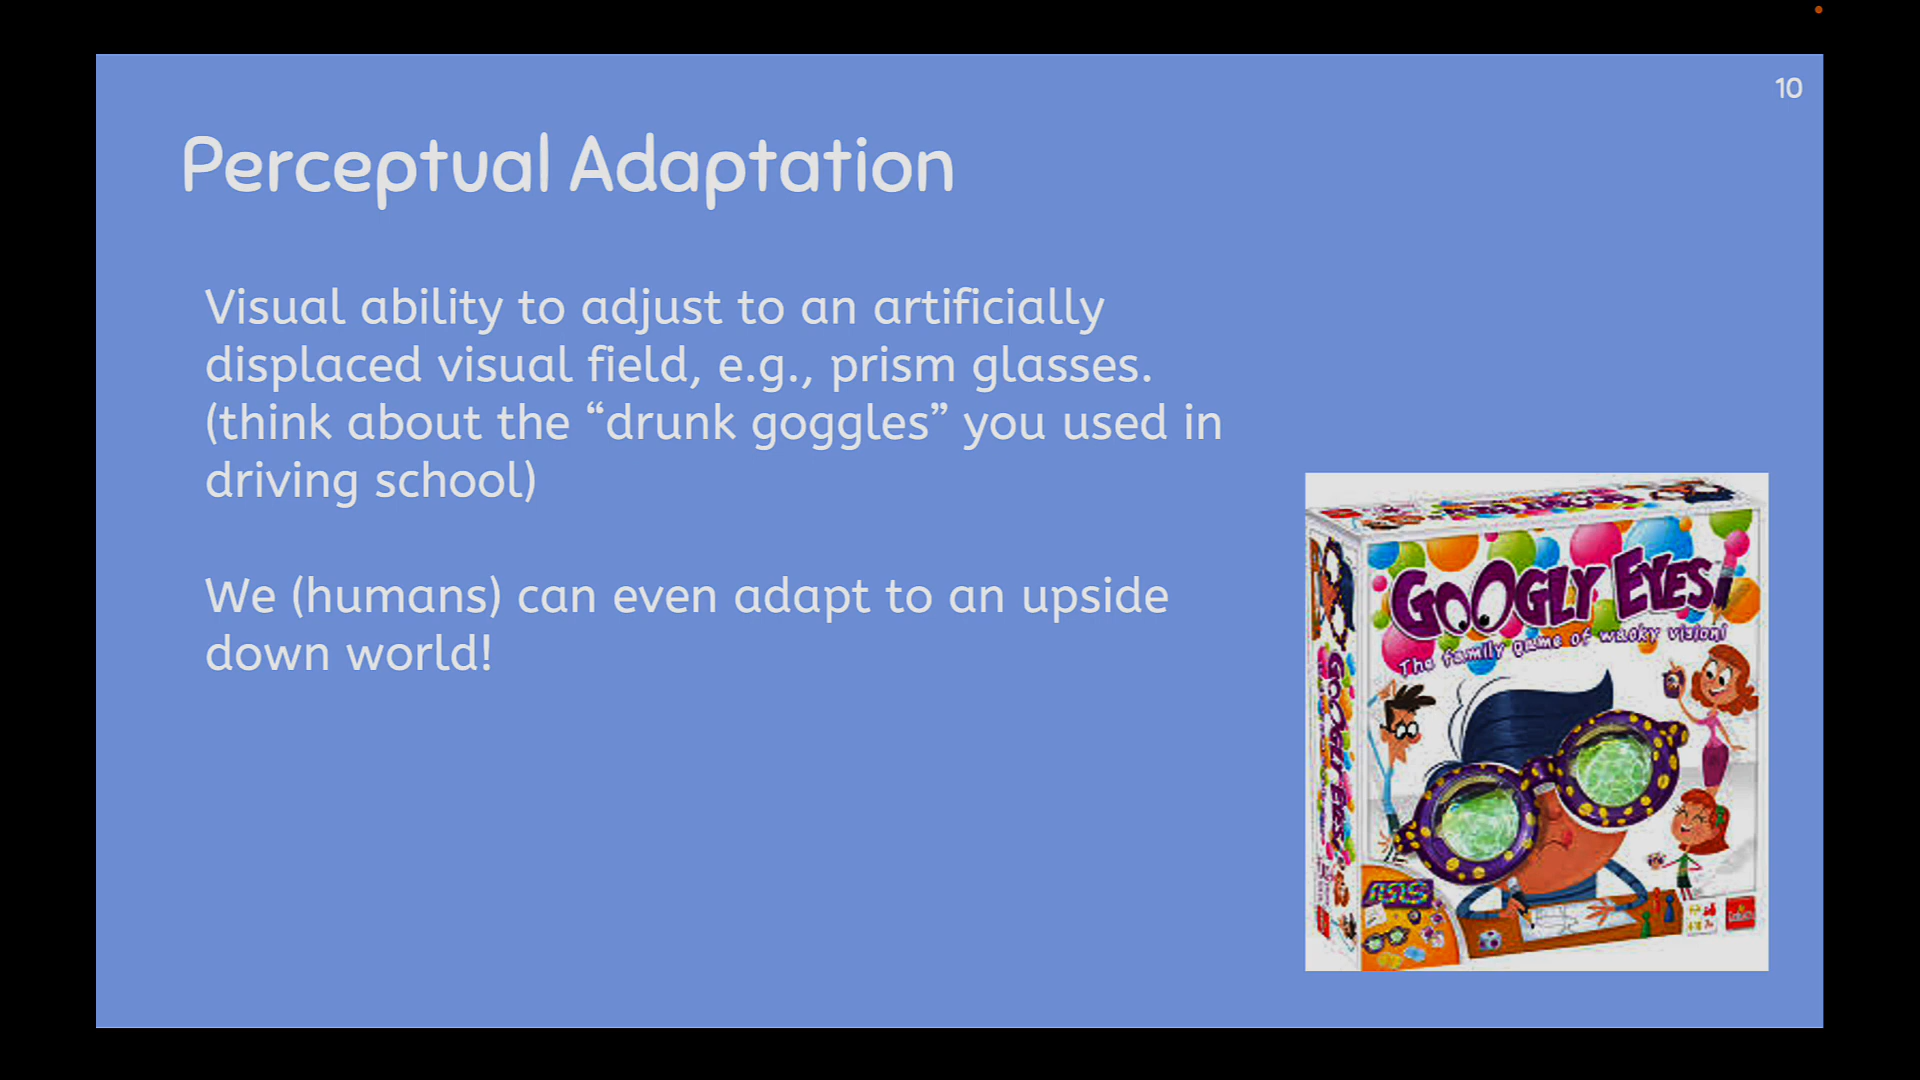 10
Perceptual Adaptation
Visual ability to adjust to an artificially
displaced visual field, e.g., prism glasses.
(think about the “drunk goggles” you used in
driving school)
We (humans) can even adapt to an upside
down world!
GOOGLY EYES
The family game of wacky vision!
GOOGLY EYES